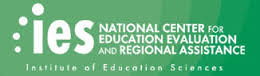 ies NATIONAL CENTER FOR
EDUCATION EVALUATION
AND REGIONAL ASSISTANCE
Institute of Education Sciences